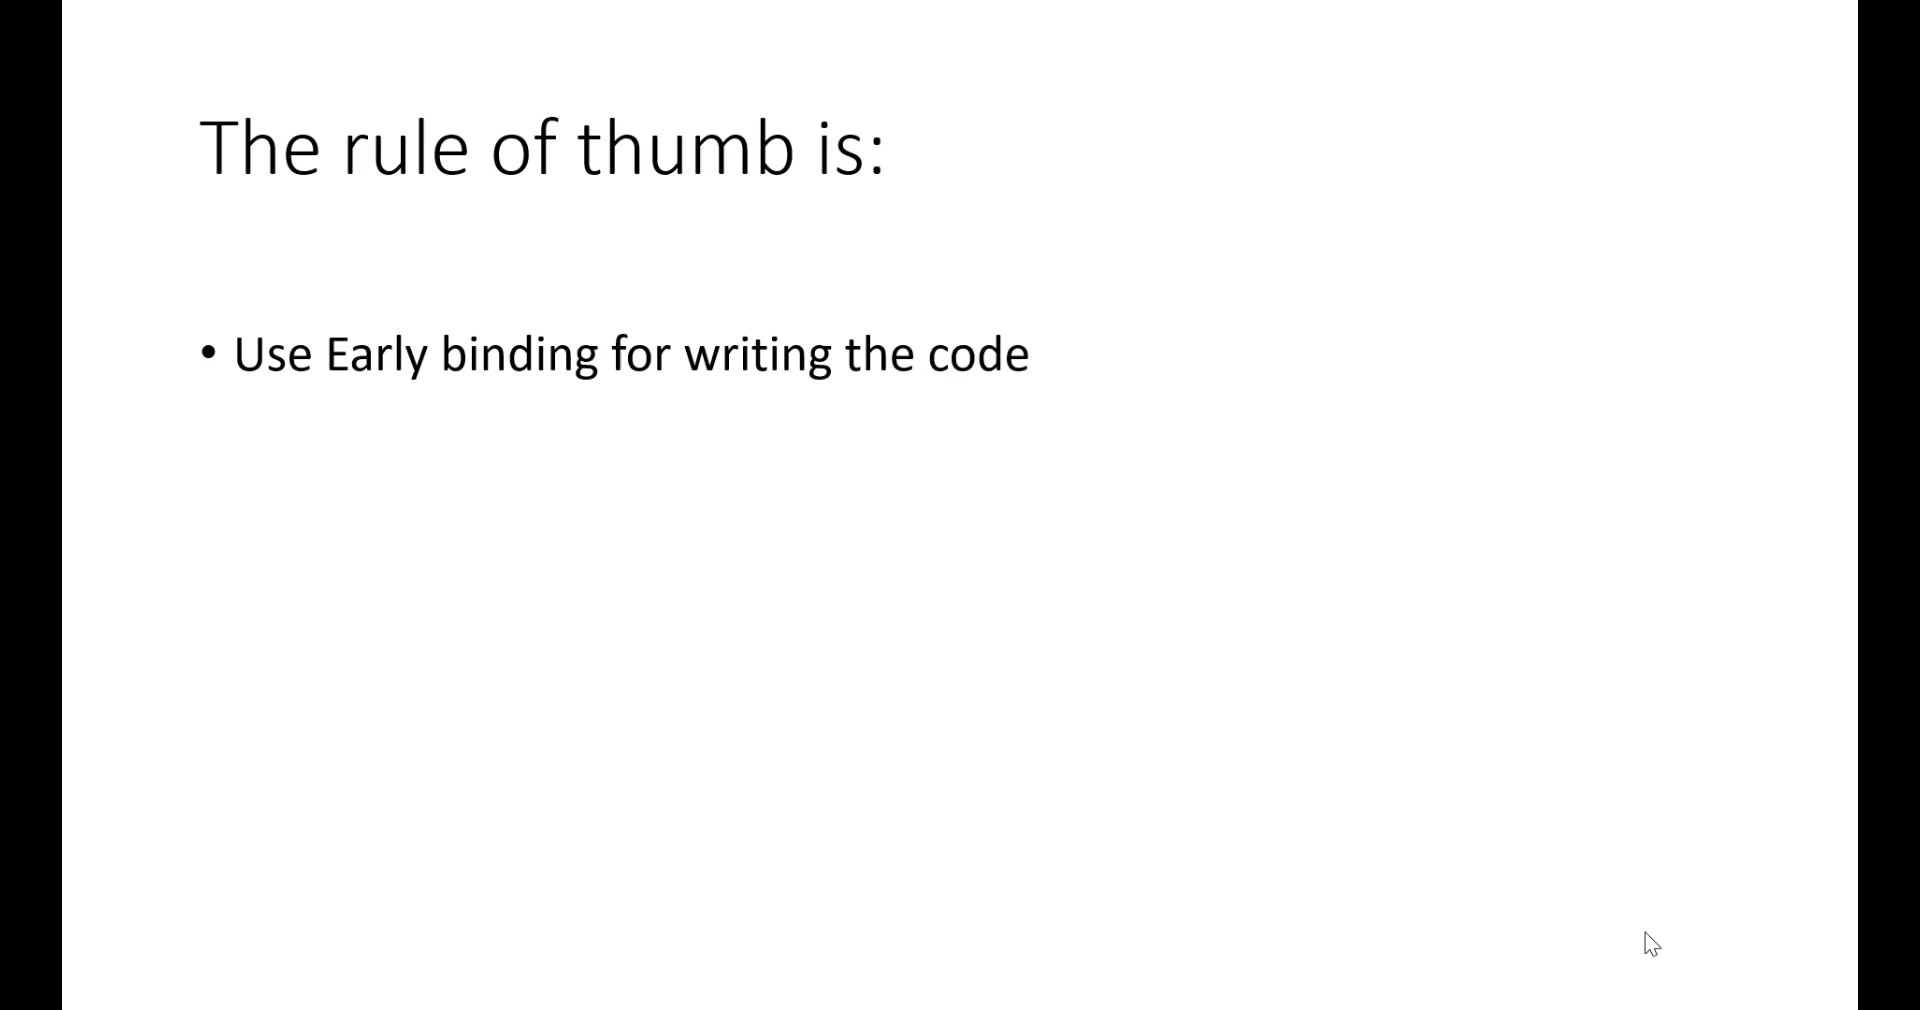 The rule of thumb is:
• Use Early binding for writing the code